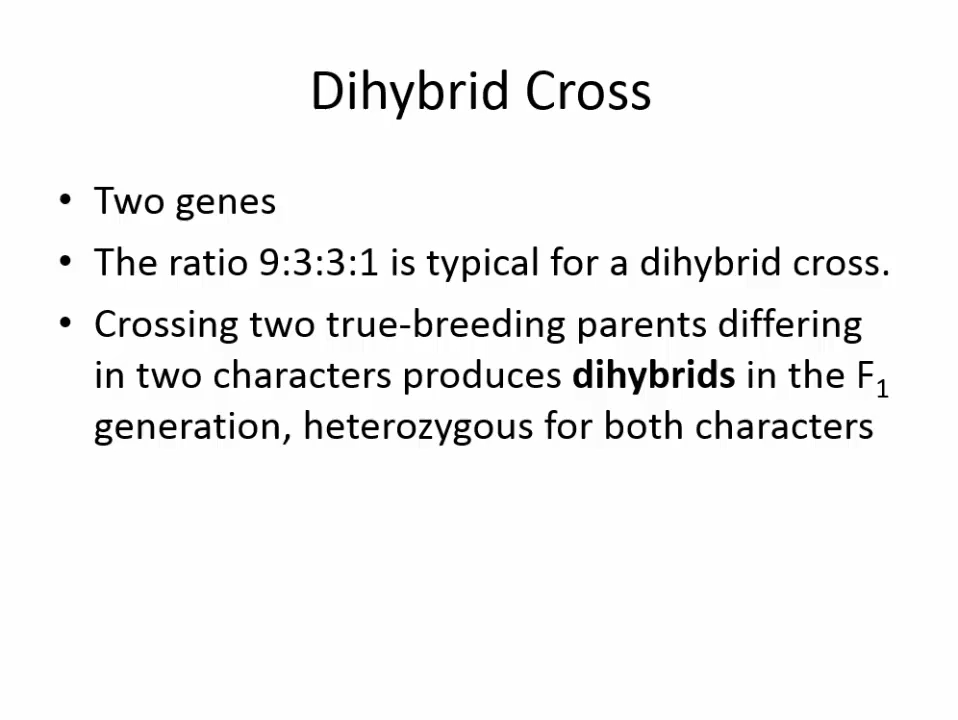 Dihybrid Cross
• Two genes
• The ratio 9:3:3:1 is typical for a dihybrid cross.
• Crossing two true-breeding parents differing
in two characters produces dihybrids in the F₁
generation, heterozygous for both characters